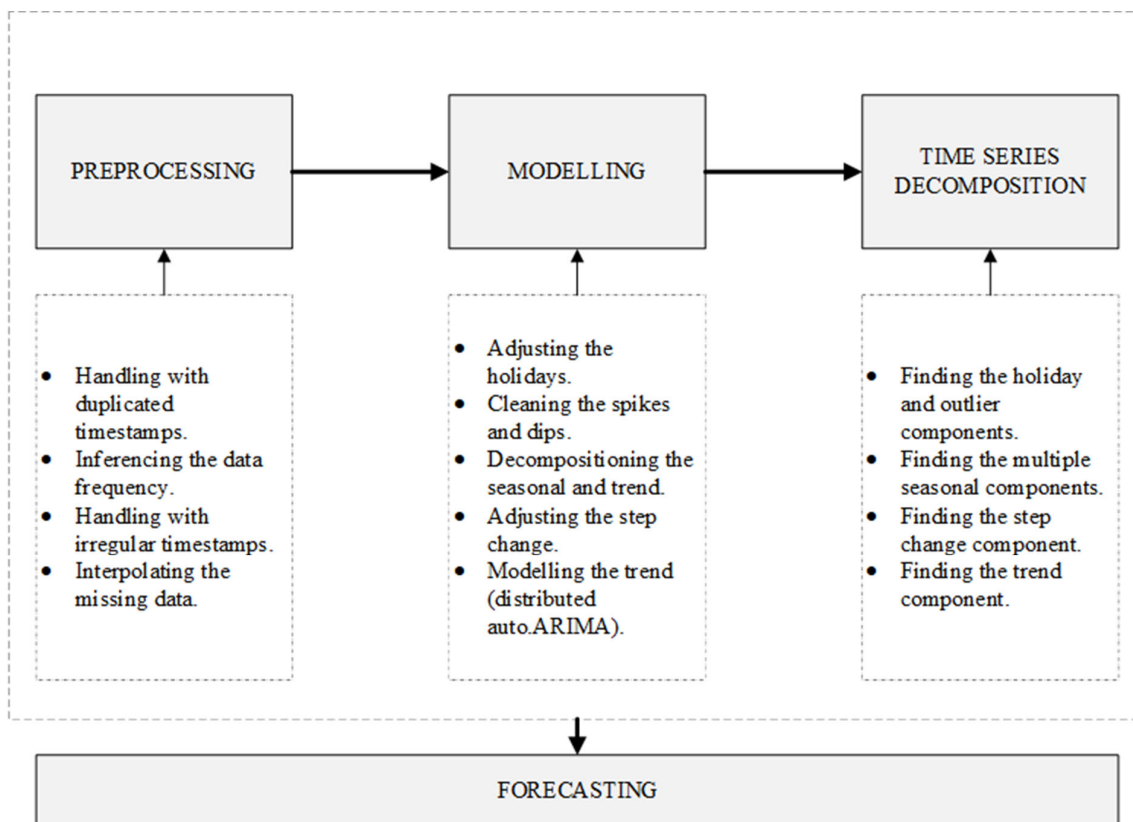 PREPROCESSING
MODELLING
TIME SERIES
DECOMPOSITION
• Handling with
duplicated
timestamps.
• Inferencing the data
frequency.
• Handling with
irregular timestamps.
• Interpolating the
missing data.
• Adjusting the
holidays.
• Cleaning the spikes
and dips.
• Decompositioning the
seasonal and trend.
• Adjusting the step
change.
• Modelling the trend
(distributed
auto.ARIMA).
• Finding the holiday
and outlier
components.
• Finding the multiple
seasonal components.
• Finding the step
change component.
• Finding the trend
component.
FORECASTING